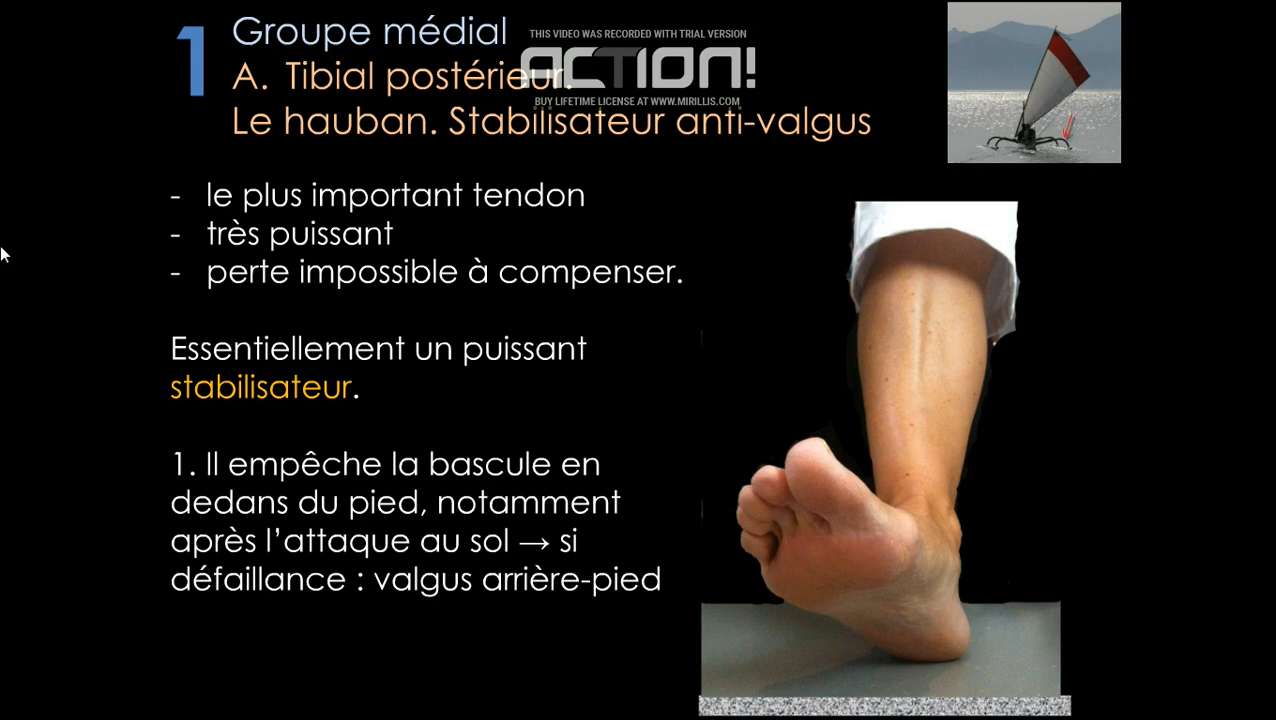 1
Groupe médial
A. Tibial postérieur.
Le hauban. Stabilisateur anti-valgus
THIS VIDEO WAS RECORDED WITH TRIAL VERSION
ACTION!
BUY LIFETIME LICENSE AT WWW.MIRILLIS.COM
- le plus important tendon
- très puissant
- perte impossible à compenser.
Essentiellement un puissant
stabilisateur.
1. Il empêche la bascule en
dedans du pied, notamment
après l’attaque au sol → si
défaillance : valgus arrière-pied